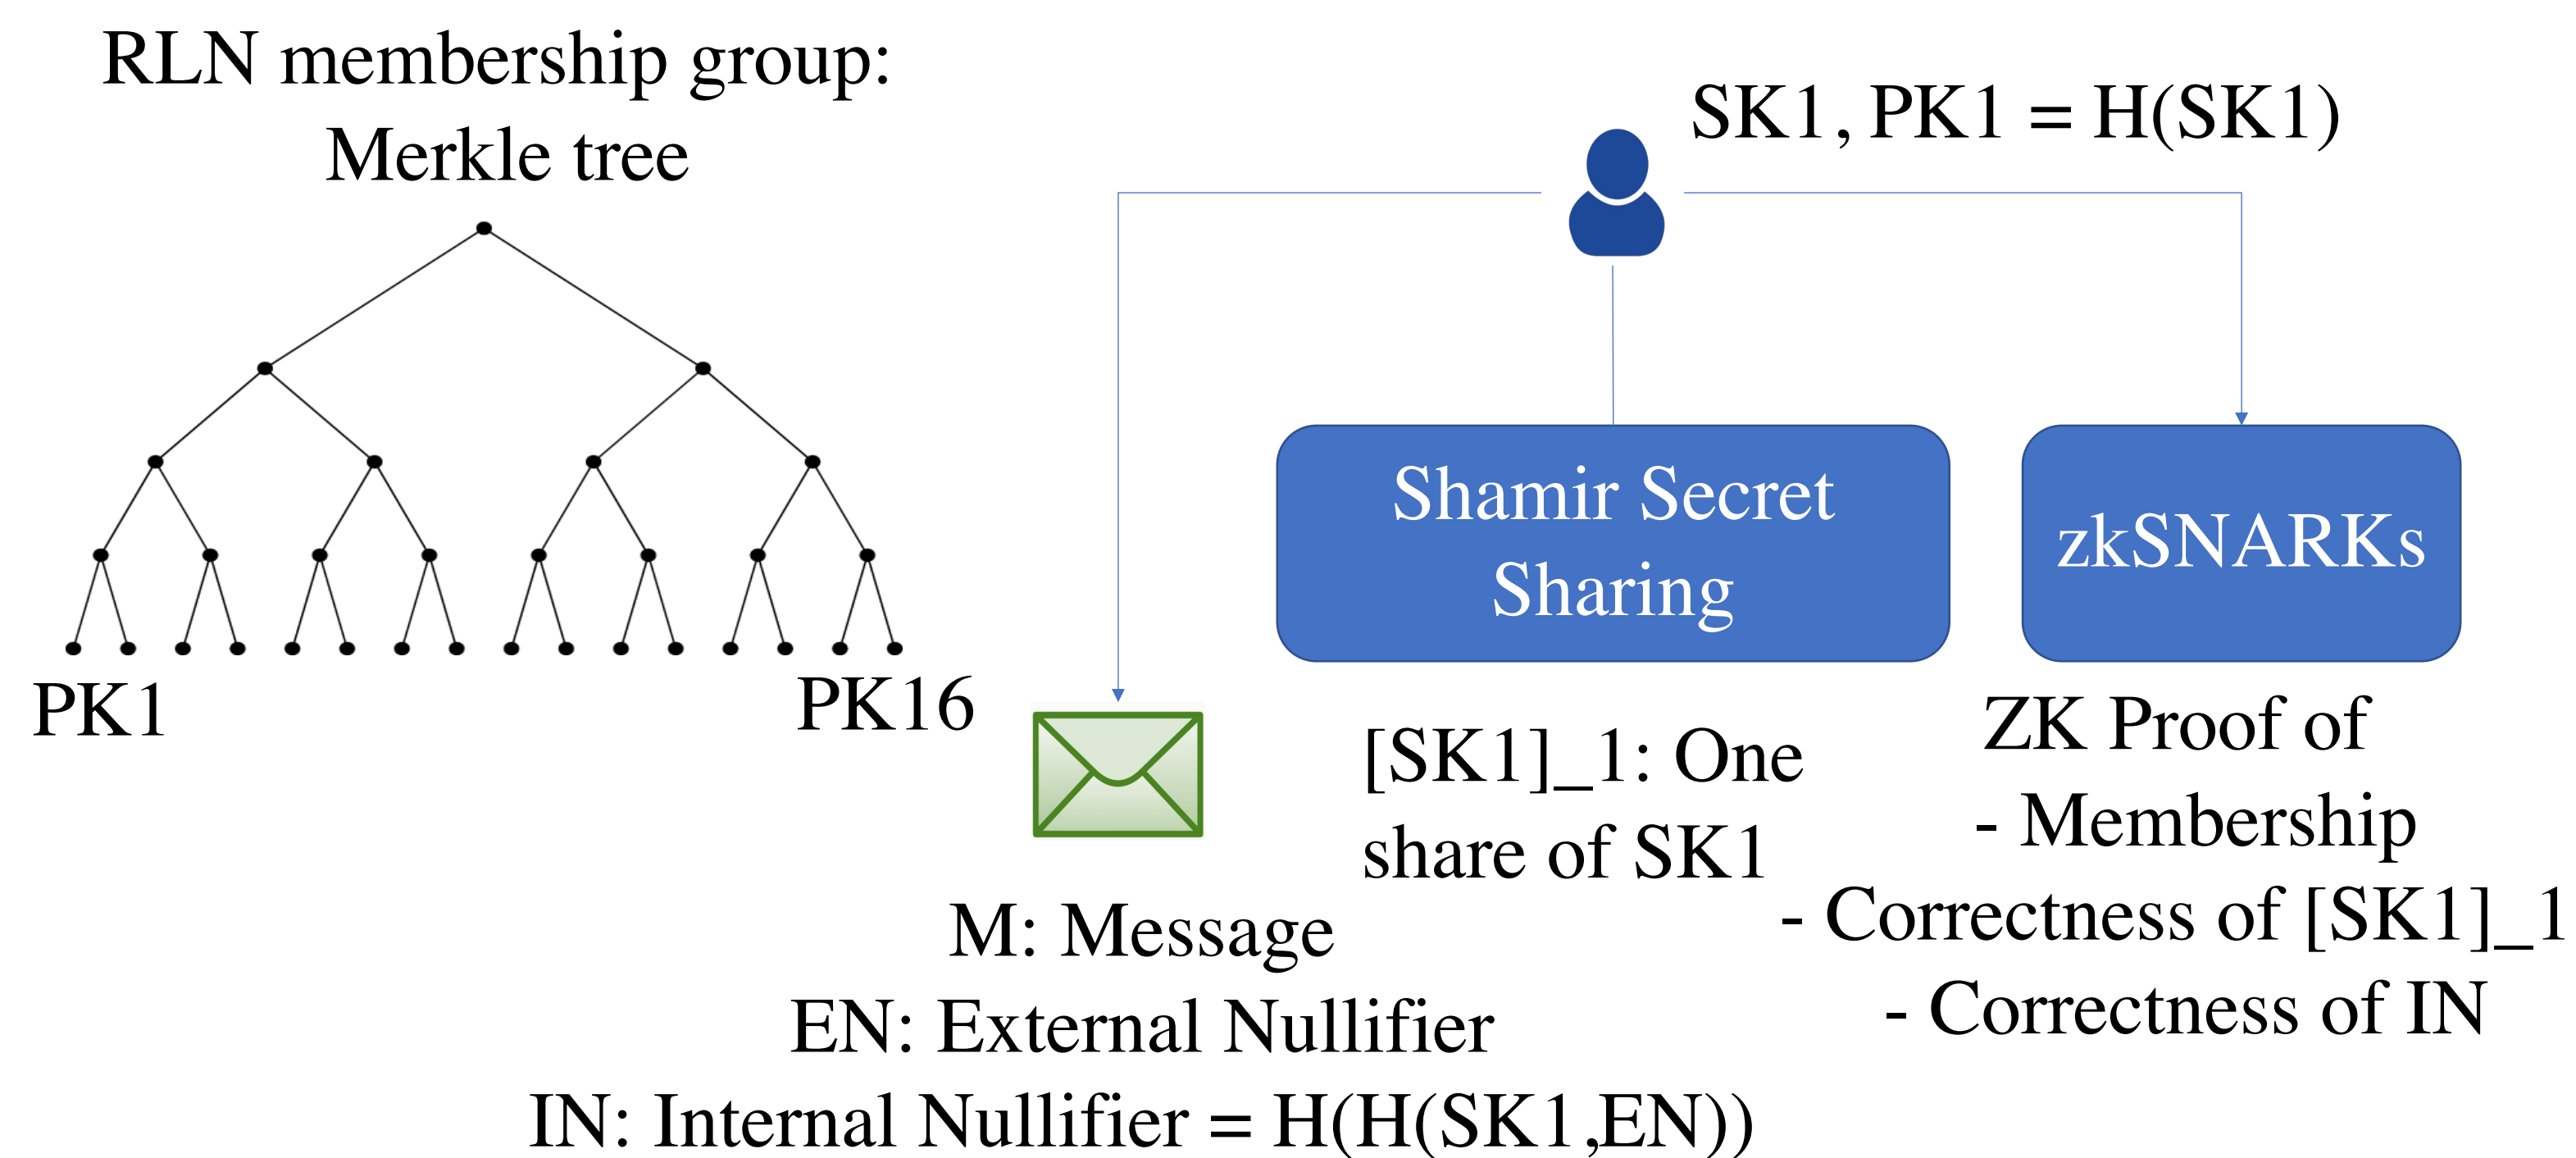 RLN membership group:
Merkle tree
PK1
PK16
SK1, PK1 = H(SK1)
Shamir Secret
Sharing
zkSNARKs
[SK1]_1: One
share of SK1
ZK Proof of
- Membership
- Correctness of [SK1]_1
- Correctness of IN
M: Message
EN: External Nullifier
IN: Internal Nullifier = H(H(SK1,EN))